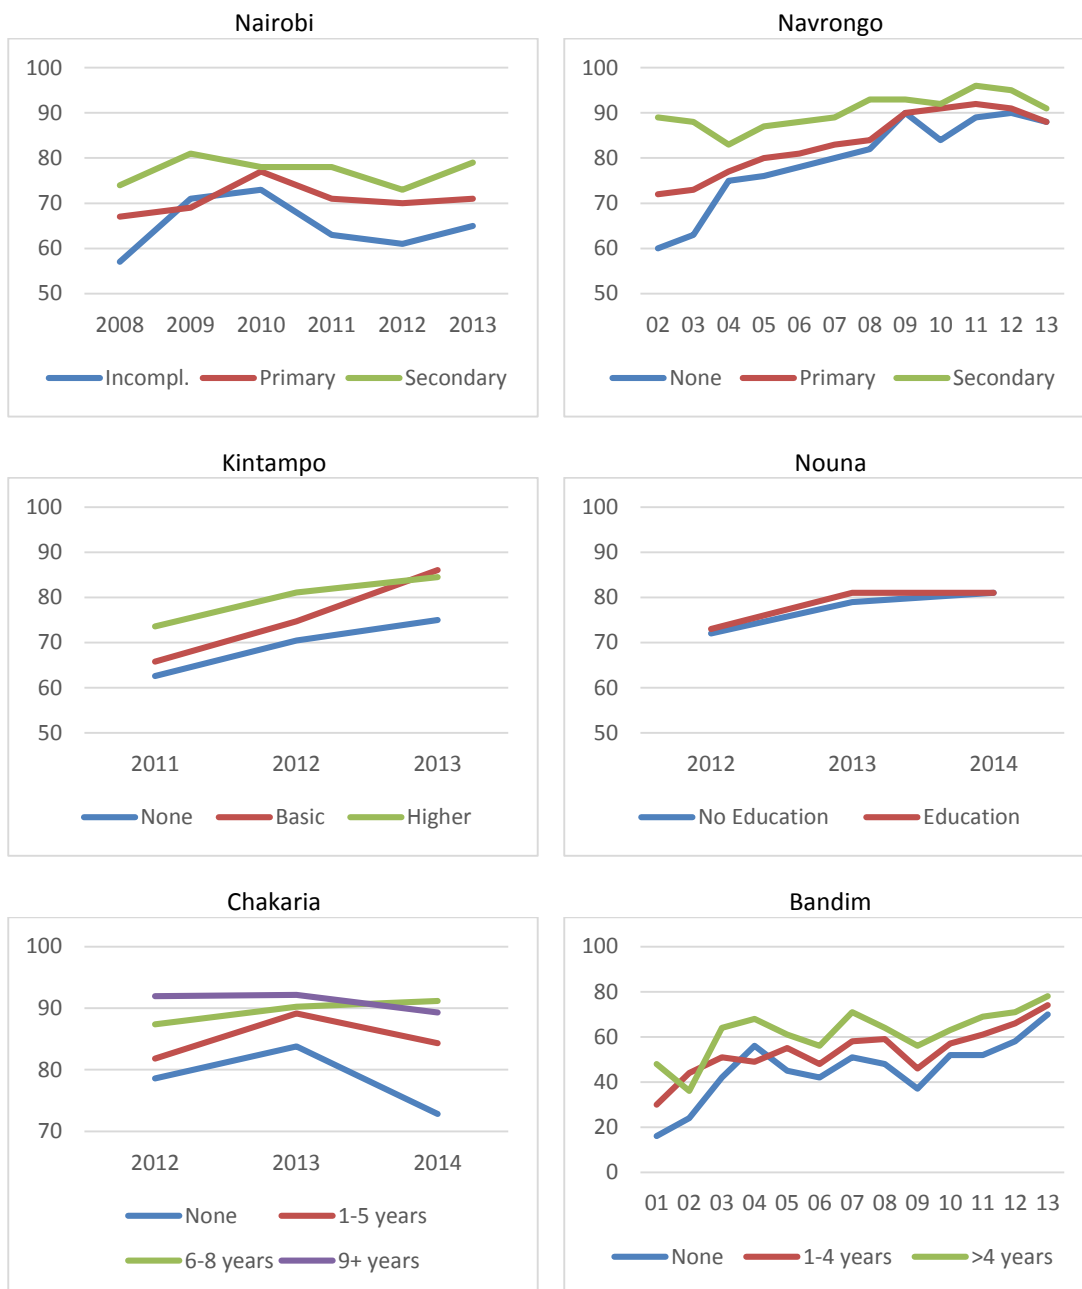 Nairobi
100
90
80
70
60
50
2008 2009 2010 2011 2012 2013
Incompl. Primary Secondary
Navrongo
100
90
80
70
60
50
02 03 04 05 06 07 08 09 10 11 12 13
None Primary Secondary
Kintampo
100
90
80
70
60
50
2011 2012 2013
None Basic Higher
Nouna
100
90
80
70
60
50
2012 2013 2014
No Education Education
Chakaria
100
90
80
70
2012 2013 2014
None 1-5 years
6-8 years 9+ years
Bandim
100
80
60
40
20
0
01 02 03 04 05 06 07 08 09 10 11 12 13
None 1-4 years >4 years